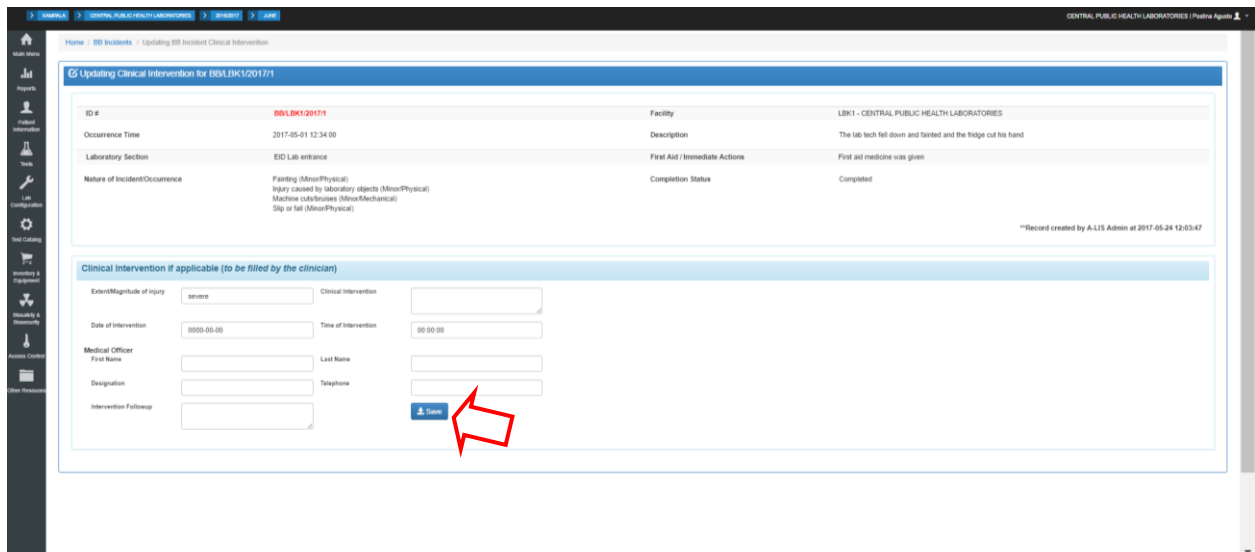 KAMPALA CENTRAL PUBLIC HEALTH LABORATORIES 2016/2017 JUNE
CENTRAL PUBLIC HEALTH LABORATORIES | Postina Agusto
Main Menu
Reports
Patient Information
Tests
Lab Configuration
Test Catalog
Inventory & Equipment
Biosafety & Biosecurity
Access Control
Other Resources
Home / BB Incidents / Updating BB Incident Clinical Intervention
Updating Clinical Intervention for BB/LBK1/2017/1
ID # BB/LBK1/2017/1 Facility LBK1 - CENTRAL PUBLIC HEALTH LABORATORIES
Occurrence Time 2017-05-01 12:34:00 Description The lab tech fell down and fainted and the fridge cut his hand
Laboratory Section EID Lab entrance First Aid / Immediate Actions First aid medicine was given
Nature of Incident/Occurrence Fainting (Minor/Physical) Completion Status Completed
Injury caused by laboratory objects (Minor/Physical)
Machine cuts/bruises (Minor/Mechanical)
Slip or fall (Minor/Physical)
**Record created by A-LIS Admin at 2017-05-24 12:03:47
Clinical Intervention if applicable (to be filled by the clinician)
Extent/Magnitude of injury severe Clinical Intervention
Date of Intervention 0000-00-00 Time of Intervention 00:00:00
Medical Officer
First Name Last Name
Designation Telephone
Intervention Followup Save